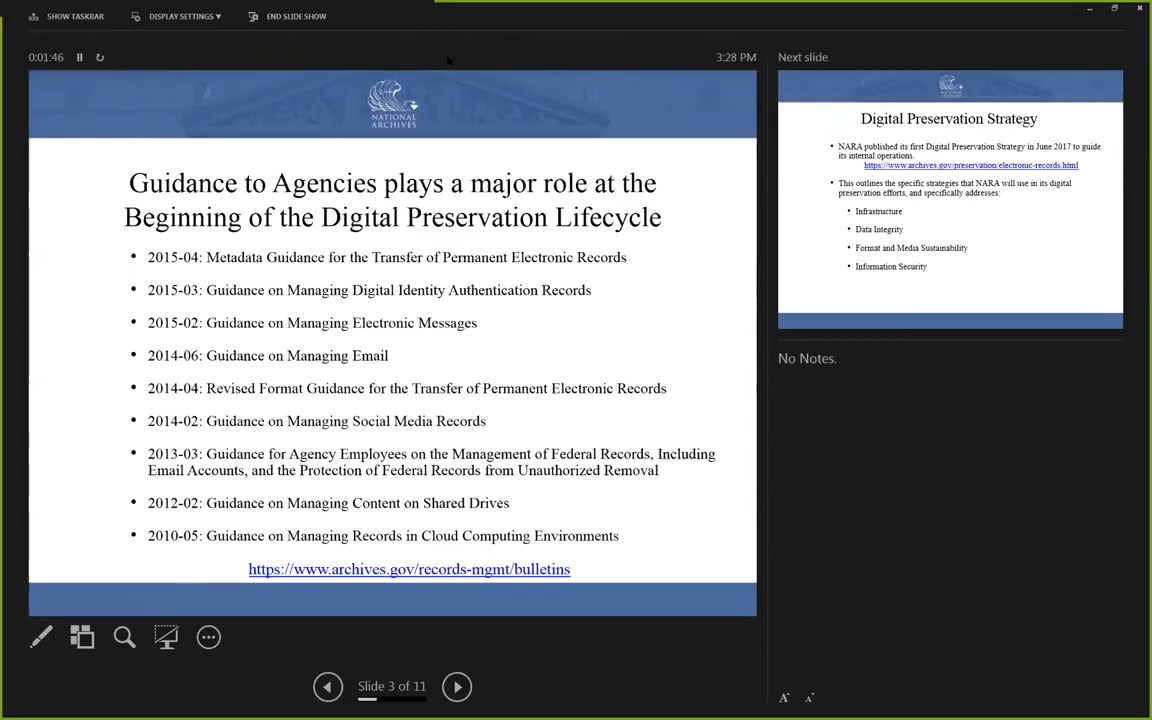 SHOW TASKBAR
DISPLAY SETTINGS ▼
END SLIDE SHOW
0:01:46
3:28 PM
NATIONAL
ARCHIVES
Guidance to Agencies plays a major role at the
Beginning of the Digital Preservation Lifecycle
• 2015-04: Metadata Guidance for the Transfer of Permanent Electronic Records
• 2015-03: Guidance on Managing Digital Identity Authentication Records
• 2015-02: Guidance on Managing Electronic Messages
• 2014-06: Guidance on Managing Email
• 2014-04: Revised Format Guidance for the Transfer of Permanent Electronic Records
• 2014-02: Guidance on Managing Social Media Records
• 2013-03: Guidance for Agency Employees on the Management of Federal Records, Including
Email Accounts, and the Protection of Federal Records from Unauthorized Removal
• 2012-02: Guidance on Managing Content on Shared Drives
• 2010-05: Guidance on Managing Records in Cloud Computing Environments
https://www.archives.gov/records-mgmt/bulletins
Slide 3 of 11
Next slide
NATIONAL
ARCHIVES
Digital Preservation Strategy
• NARA published its first Digital Preservation Strategy in June 2017 to guide
its internal operations.
https://www.archives.gov/preservation/electronic-records.html
• This outlines the specific strategies that NARA will use in its digital
preservation efforts, and specifically addresses:
• Infrastructure
• Data Integrity
• Format and Media Sustainability
• Information Security
No Notes.
A A